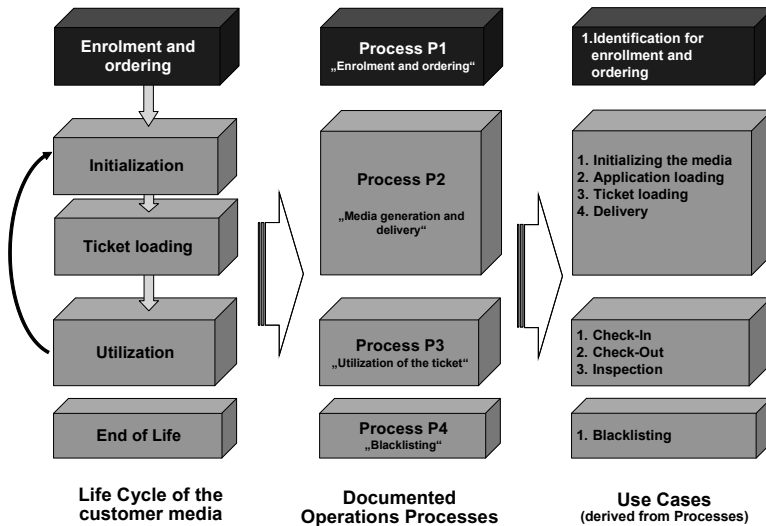 Enrolment and
ordering
Initialization
Ticket loading
Utilization
End of Life
Life Cycle of the
customer media
Process P1
„Enrolment and ordering“
Process P2
„Media generation and
delivery“
Process P3
„Utilization of the ticket“
Process P4
„Blacklisting“
Documented
Operations Processes
1.Identification for
enrollment and
ordering
1. Initializing the media
2. Application loading
3. Ticket loading
4. Delivery
1. Check-In
2. Check-Out
3. Inspection
1. Blacklisting
Use Cases
(derived from Processes)